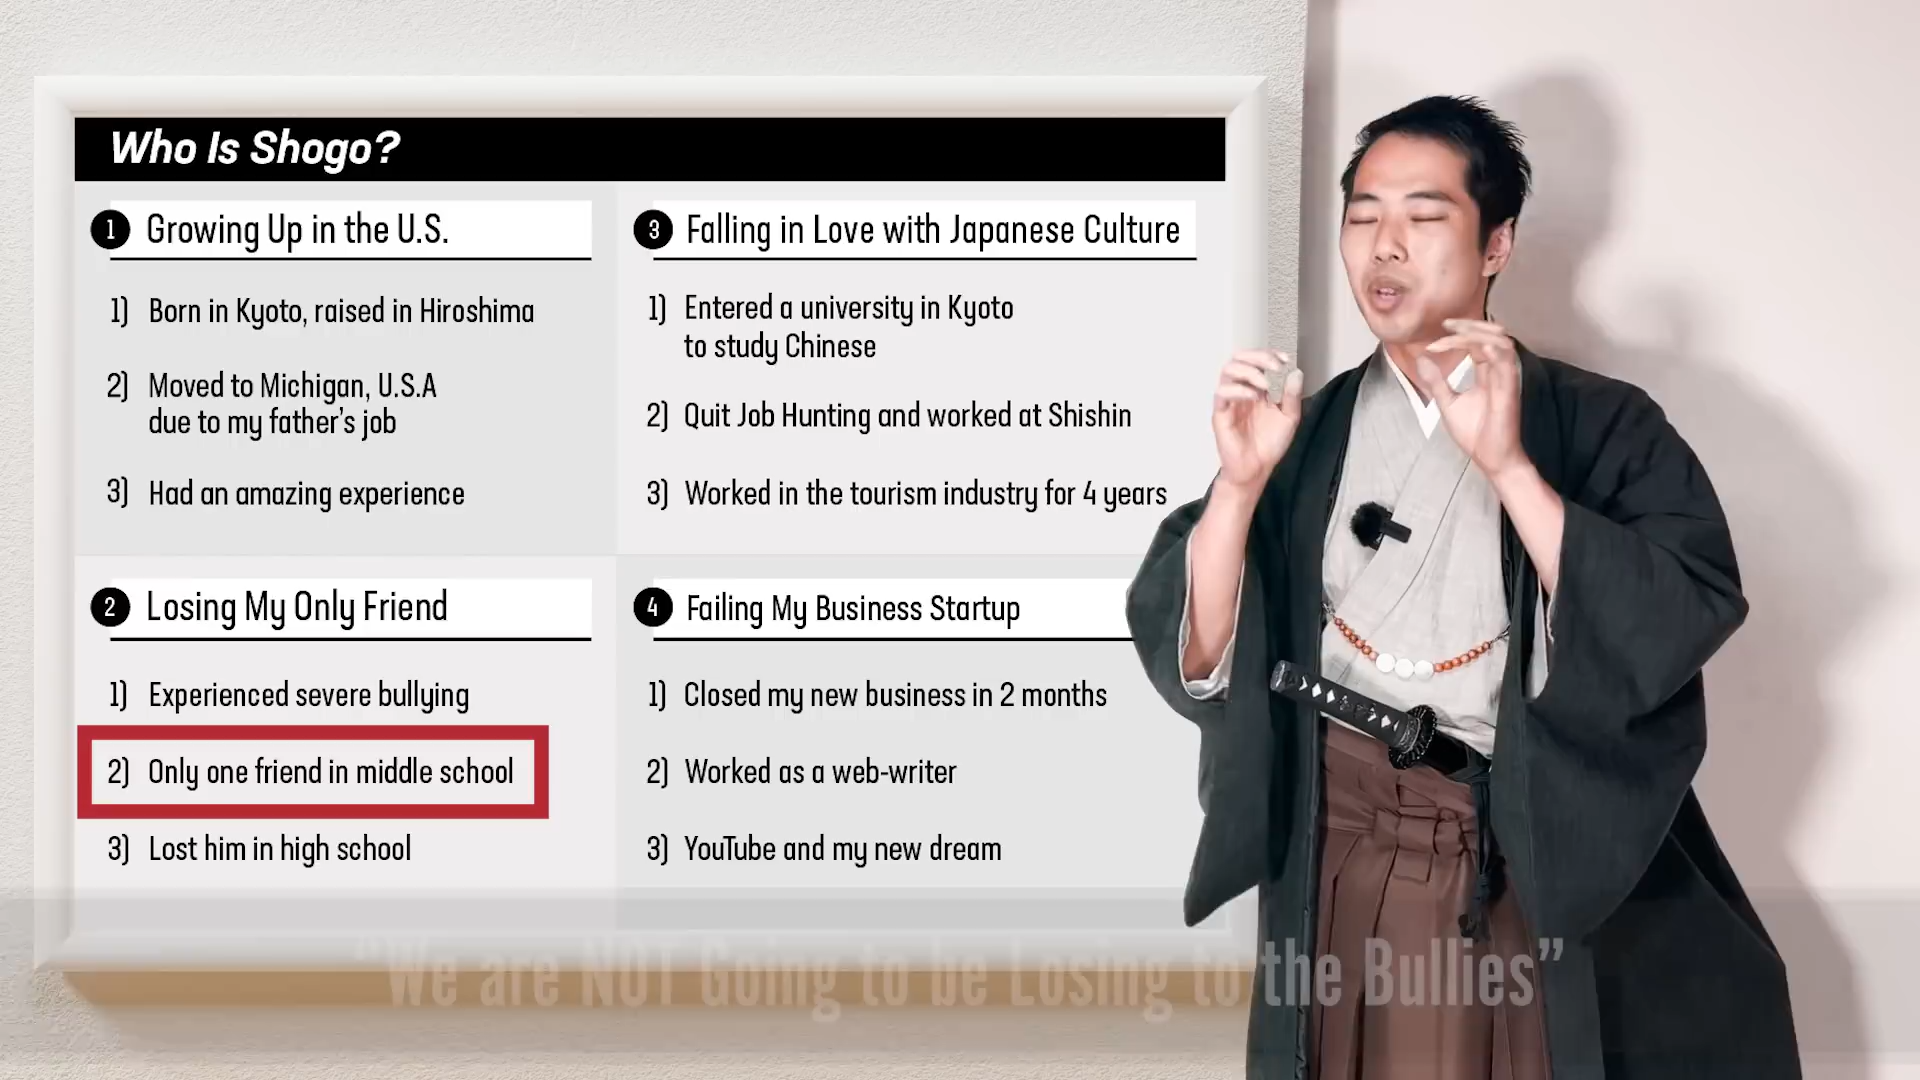 Who Is Shogo?
1 Growing Up in the U.S.
1) Born in Kyoto, raised in Hiroshima
2) Moved to Michigan, U.S.A
due to my father's job
3) Had an amazing experience
2 Losing My Only Friend
1) Experienced severe bullying
2) Only one friend in middle school
3) Lost him in high school
3 Falling in Love with Japanese Culture
1) Entered a university in Kyoto
to study Chinese
2) Quit Job Hunting and worked at Shishin
3) Worked in the tourism industry for 4 years
4 Failing My Business Startup
1) Closed my new business in 2 months
2) Worked as a web-writer
3) YouTube and my new dream
“We are NOT Going to be Losing to the Bullies”